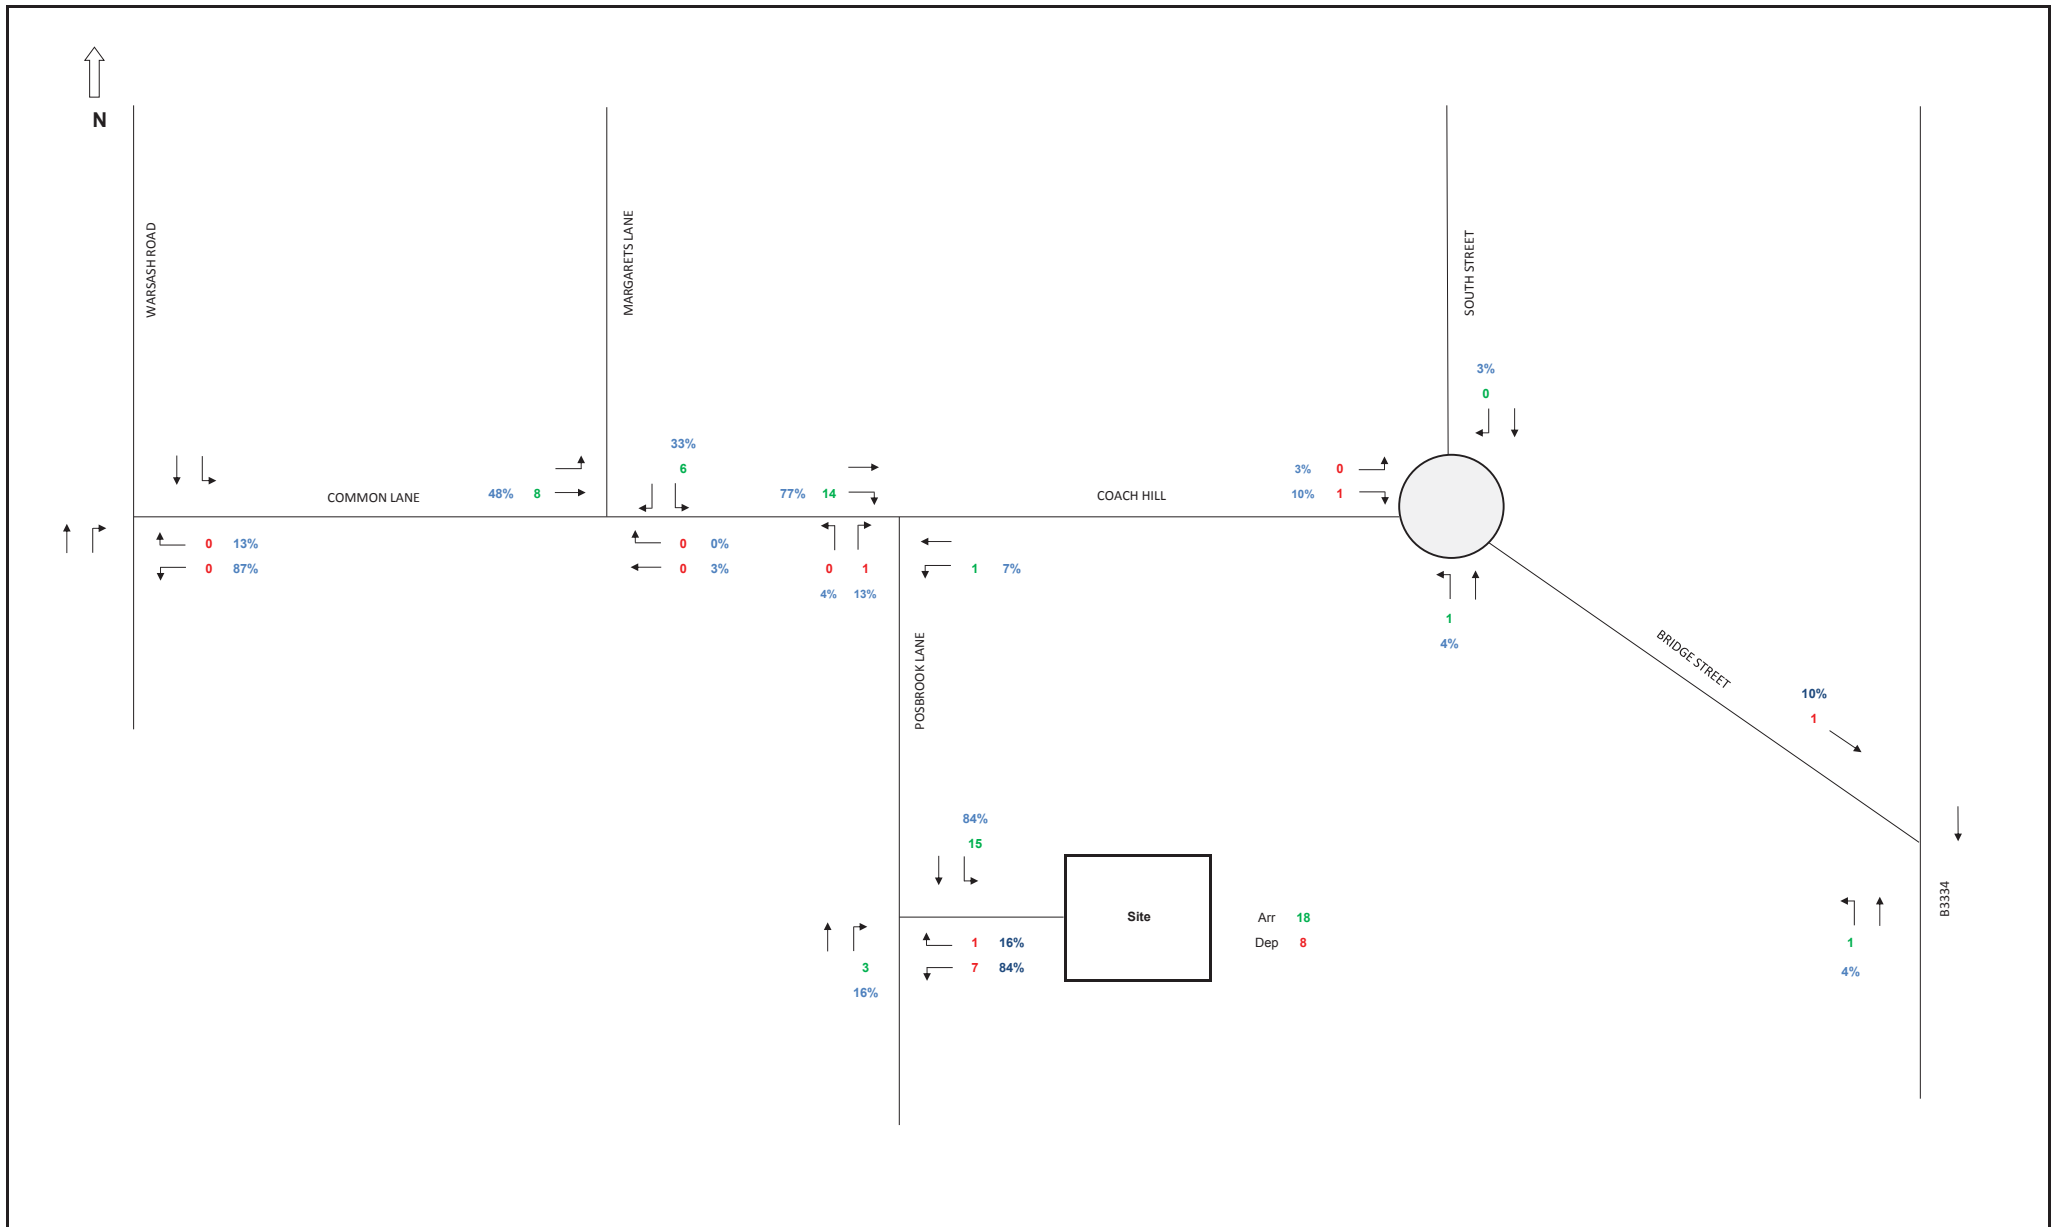 N
WARSASH ROAD
MARGARETS LANE
SOUTH STREET
3%
0
33%
6
3% 0
COMMON LANE
48% 8
77% 14
COACH HILL
10% 1
0 13%
0 0%
0 87%
0 3%
0 1
1 7%
4% 13%
1
4%
POSBROOK LANE
BRIDGE STREET
10%
1
84%
15
Site
Arr 18
B3334
1 16%
Dep 8
1
3
7 84%
4%
16%